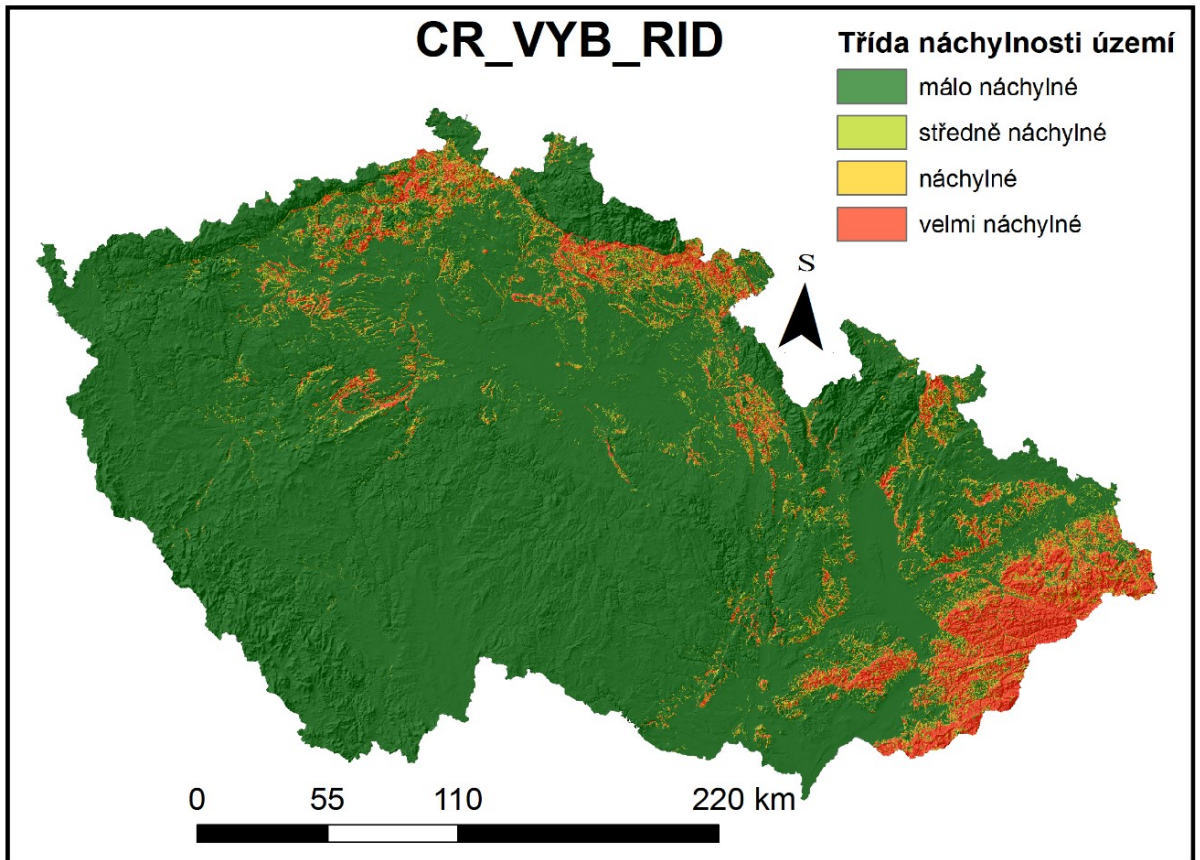 CR_VYB_RID
Třída náchylnosti území
málo náchylné
středně náchylné
náchylné
velmi náchylné
S
0 55 110 220 km